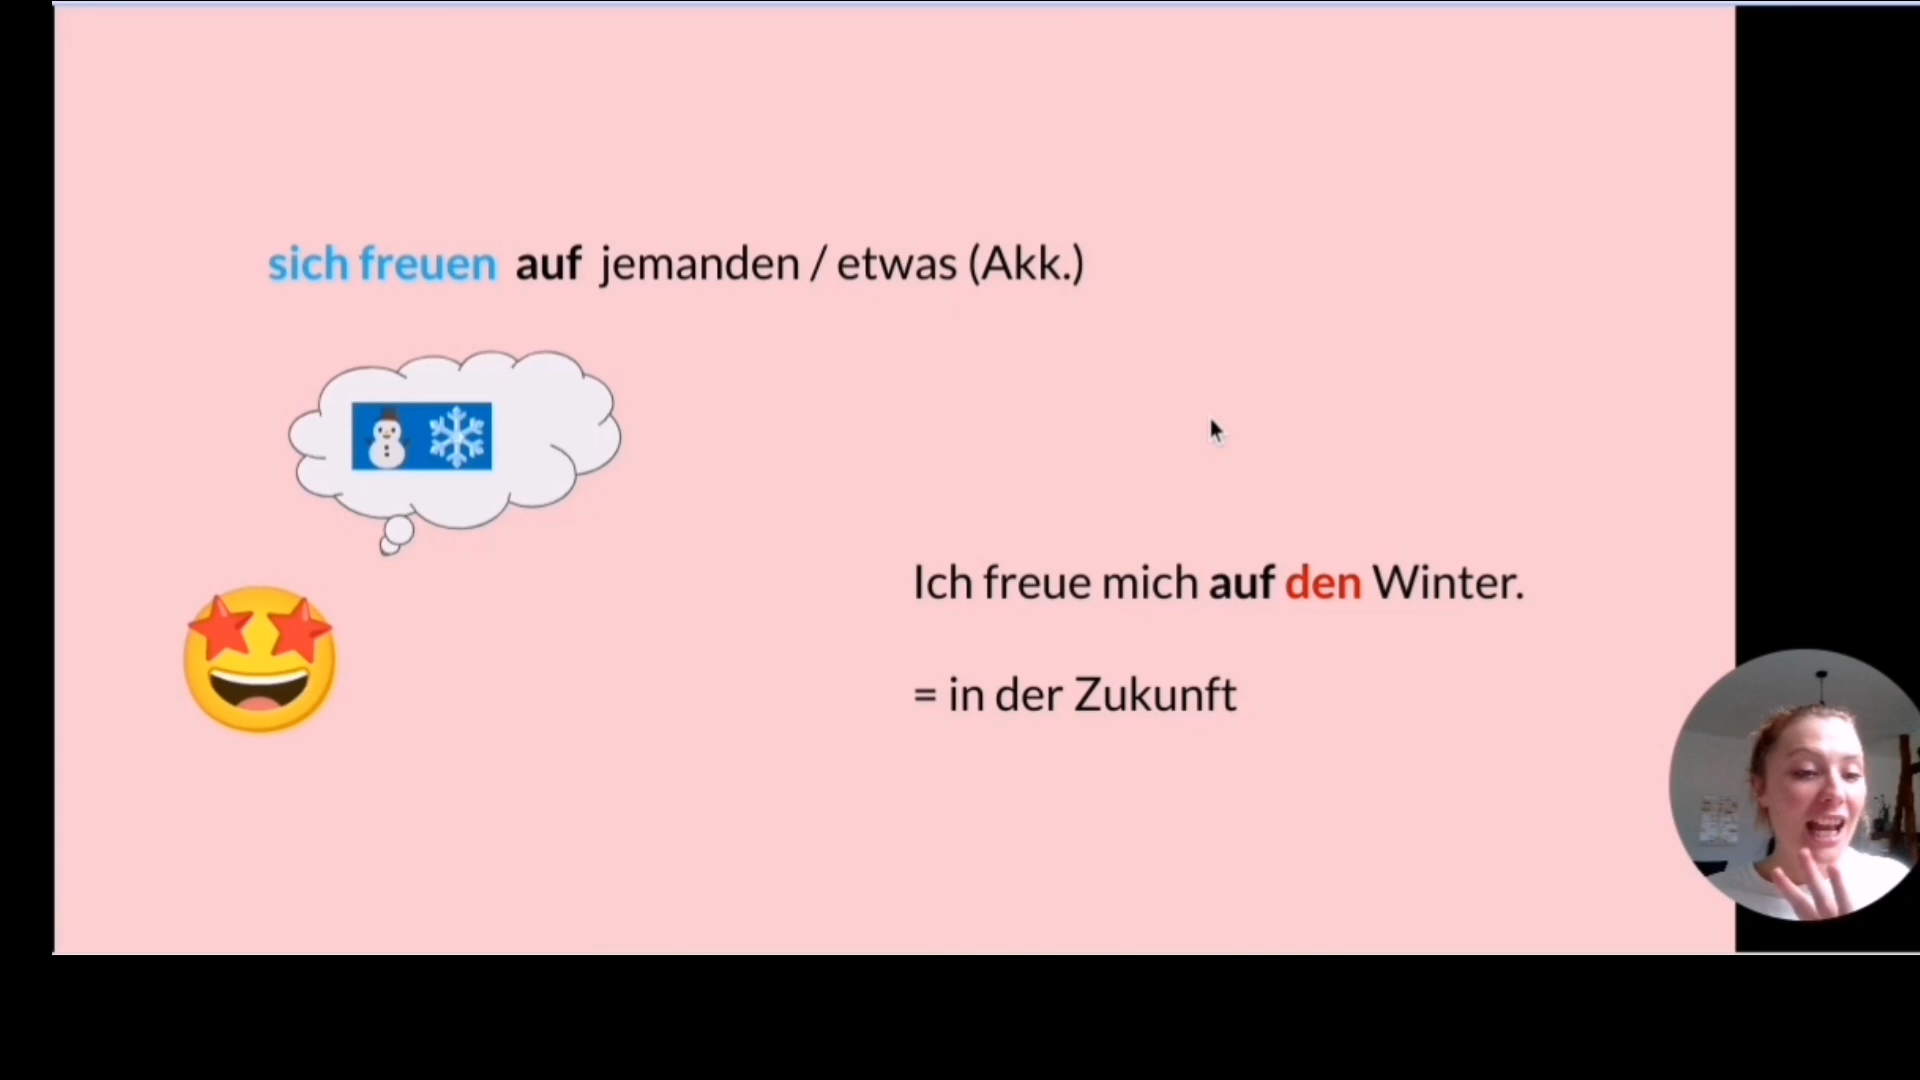 sich freuen auf jemanden / etwas (Akk.)
Ich freue mich auf den Winter.
= in der Zukunft